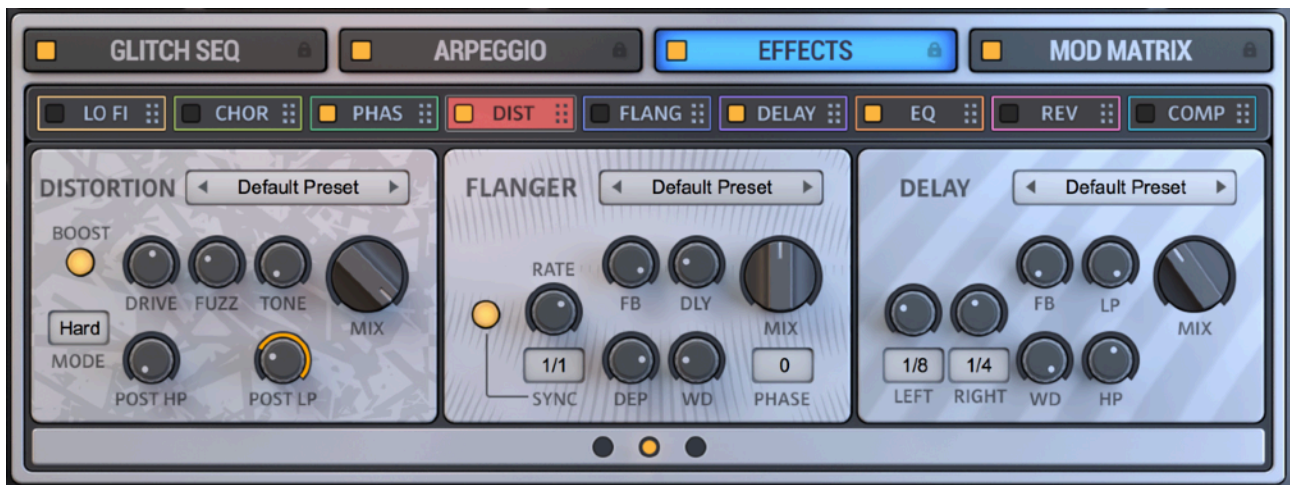 GLITCH SEQ ARPEGGIO EFFECTS MOD MATRIX
LO FI CHOR PHAS DIST FLANG DELAY EQ REV COMP
DISTORTION Default Preset
BOOST
DRIVE FUZZ TONE MIX
Hard
MODE
POST HP POST LP
FLANGER Default Preset
RATE
FB DLY MIX
1/1 0
SYNC DEP WD PHASE
DELAY Default Preset
FB LP MIX
1/8 1/4
LEFT RIGHT WD HP